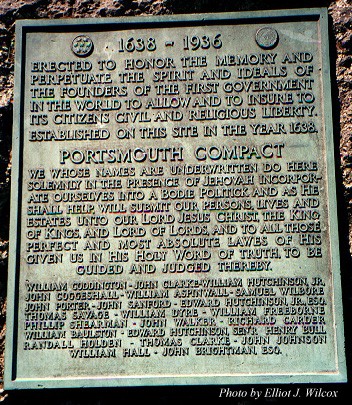 1638 - 1936
ERECTED TO HONOR THE MEMORY AND
PERPETUATE THE SPIRIT AND IDEALS OF
THE FOUNDERS OF THE FIRST GOVERNMENT
IN THE WORLD TO ALLOW AND TO INSURE TO
ITS CITIZENS CIVIL AND RELIGIOUS LIBERTY.
ESTABLISHED ON THIS SITE IN THE YEAR 1638.
PORTSMOUTH COMPACT
WE WHOSE NAMES ARE UNDERWRITTEN DO HERE
SOLEMNLY IN THE PRESENCE OF JEHOVAH INCORPOR-
ATE OURSELVES INTO A BODIE POLITICK AND AS HE
SHALL HELP, WILL SUBMIT OUR PERSONS, LIVES AND
ESTATES UNTO OUR LORD JESUS CHRIST, THE KING
OF KINGS, AND LORD OF LORDS, AND TO ALL THOSE
PERFECT AND MOST ABSOLUTE LAWES OF HIS
GIVEN US IN HIS HOLY WORD OF TRUTH, TO BE
GUIDED AND JUDGED THEREBY.
WILLIAM CODDINGTON - JOHN CLARKE - WILLIAM HUTCHINSON, JR.
JOHN COGGESHALL - WILLIAM ASPINWALL - SAMUEL WILBORE
JOHN PORTER - JOHN SANFORD - EDWARD HUTCHINSON, JR., ESQ.
THOMAS SAVAGE - WILLIAM DYRE - WILLIAM FREEBORNE
PHILLIP SHEARMAN - JOHN WALKER - RICHARD CARDER
WILLIAM BAULSTON - EDWARD HUTCHINSON, SENR. HENRY BULL
RANDALL HOLDEN - THOMAS CLARKE - JOHN JOHNSON
WILLIAM HALL - JOHN BRIGHTMAN, ESQ.
Photo by Elliot J. Wilcox